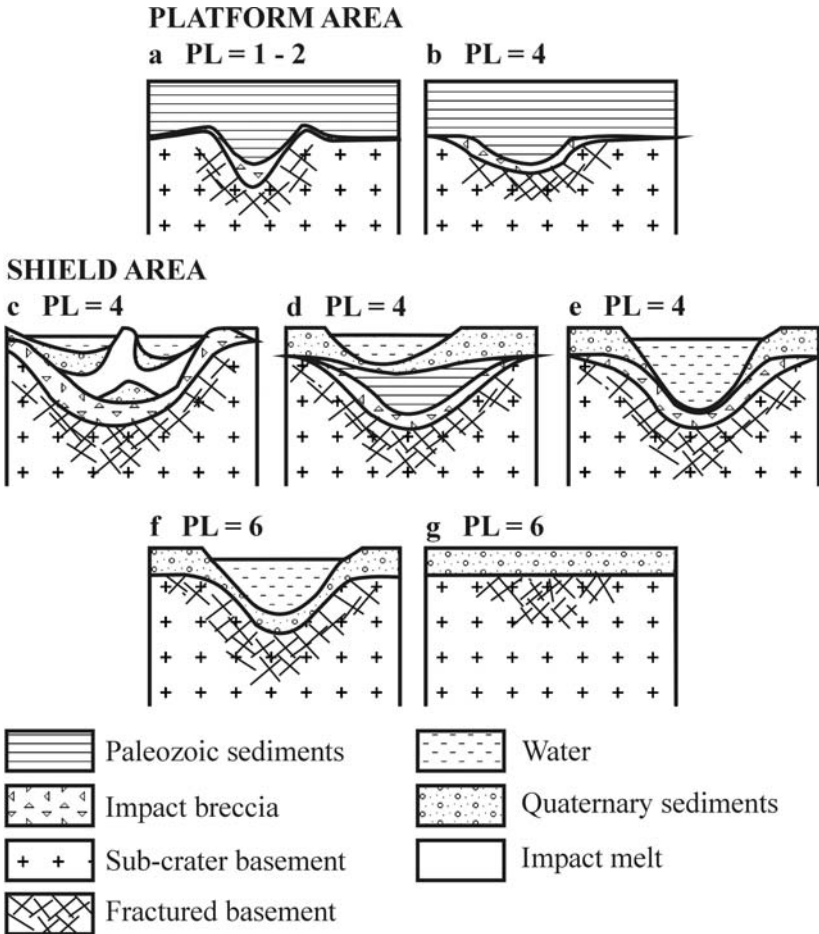 PLATFORM AREA
a PL = 1 - 2
b PL = 4
SHIELD AREA
c PL = 4
d PL = 4
e PL = 4
f PL = 6
g PL = 6
Paleozoic sediments
Water
Impact breccia
Quaternary sediments
Sub-crater basement
Impact melt
Fractured basement